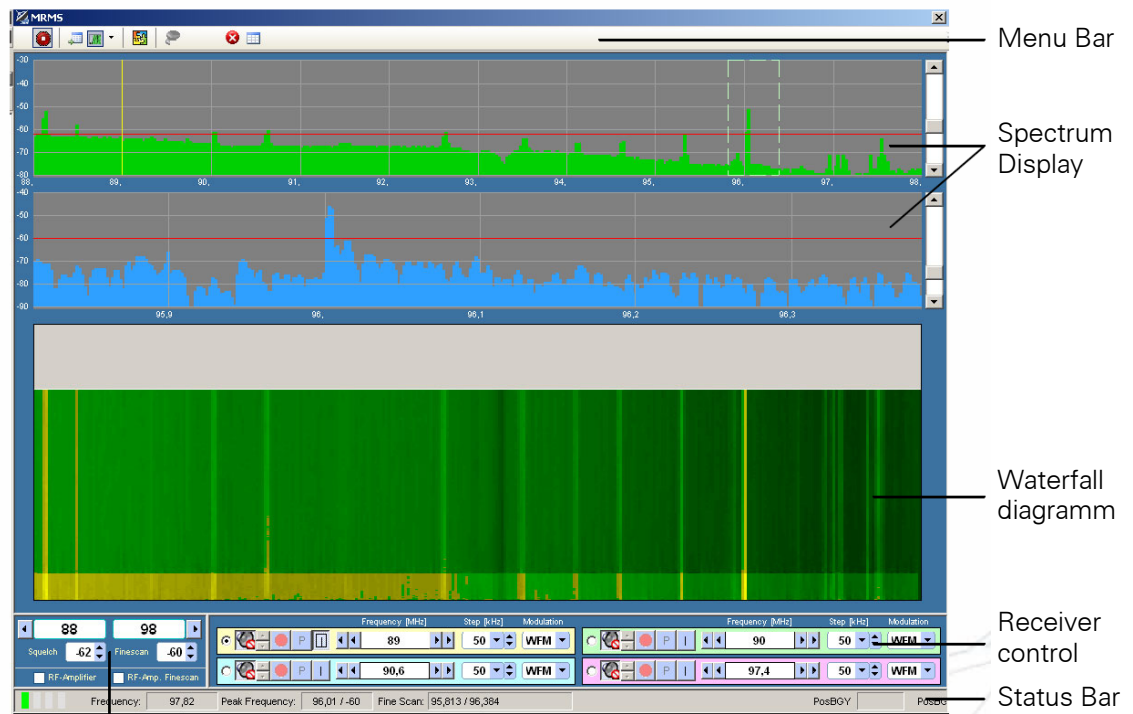 MRMS
Menu Bar
-30
-40
-50
-60
-70
-80
88, 89, 90, 91, 92, 93, 94, 95, 96, 97, 98,
Spectrum
Display
-40
-50
-60
-70
-80
-90
95,9 96, 96,1 96,2 96,3
Waterfall
diagramm
88 98
Squelch -62 Finescan -60
RF-Amplifier RF-Amp. Finescan
Frequency [MHz] Step [kHz] Modulation
P I 89 50 WFM
P I 90,6 50 WFM
Frequency [MHz] Step [kHz] Modulation
P I 90 50 WFM
P I 97,4 50 WFM
Receiver
control
Frequency: 97,82 Peak Frequency: 96,01 / -60 Fine Scan: 95,813 / 96,384 PosBGY PosBG
Status Bar